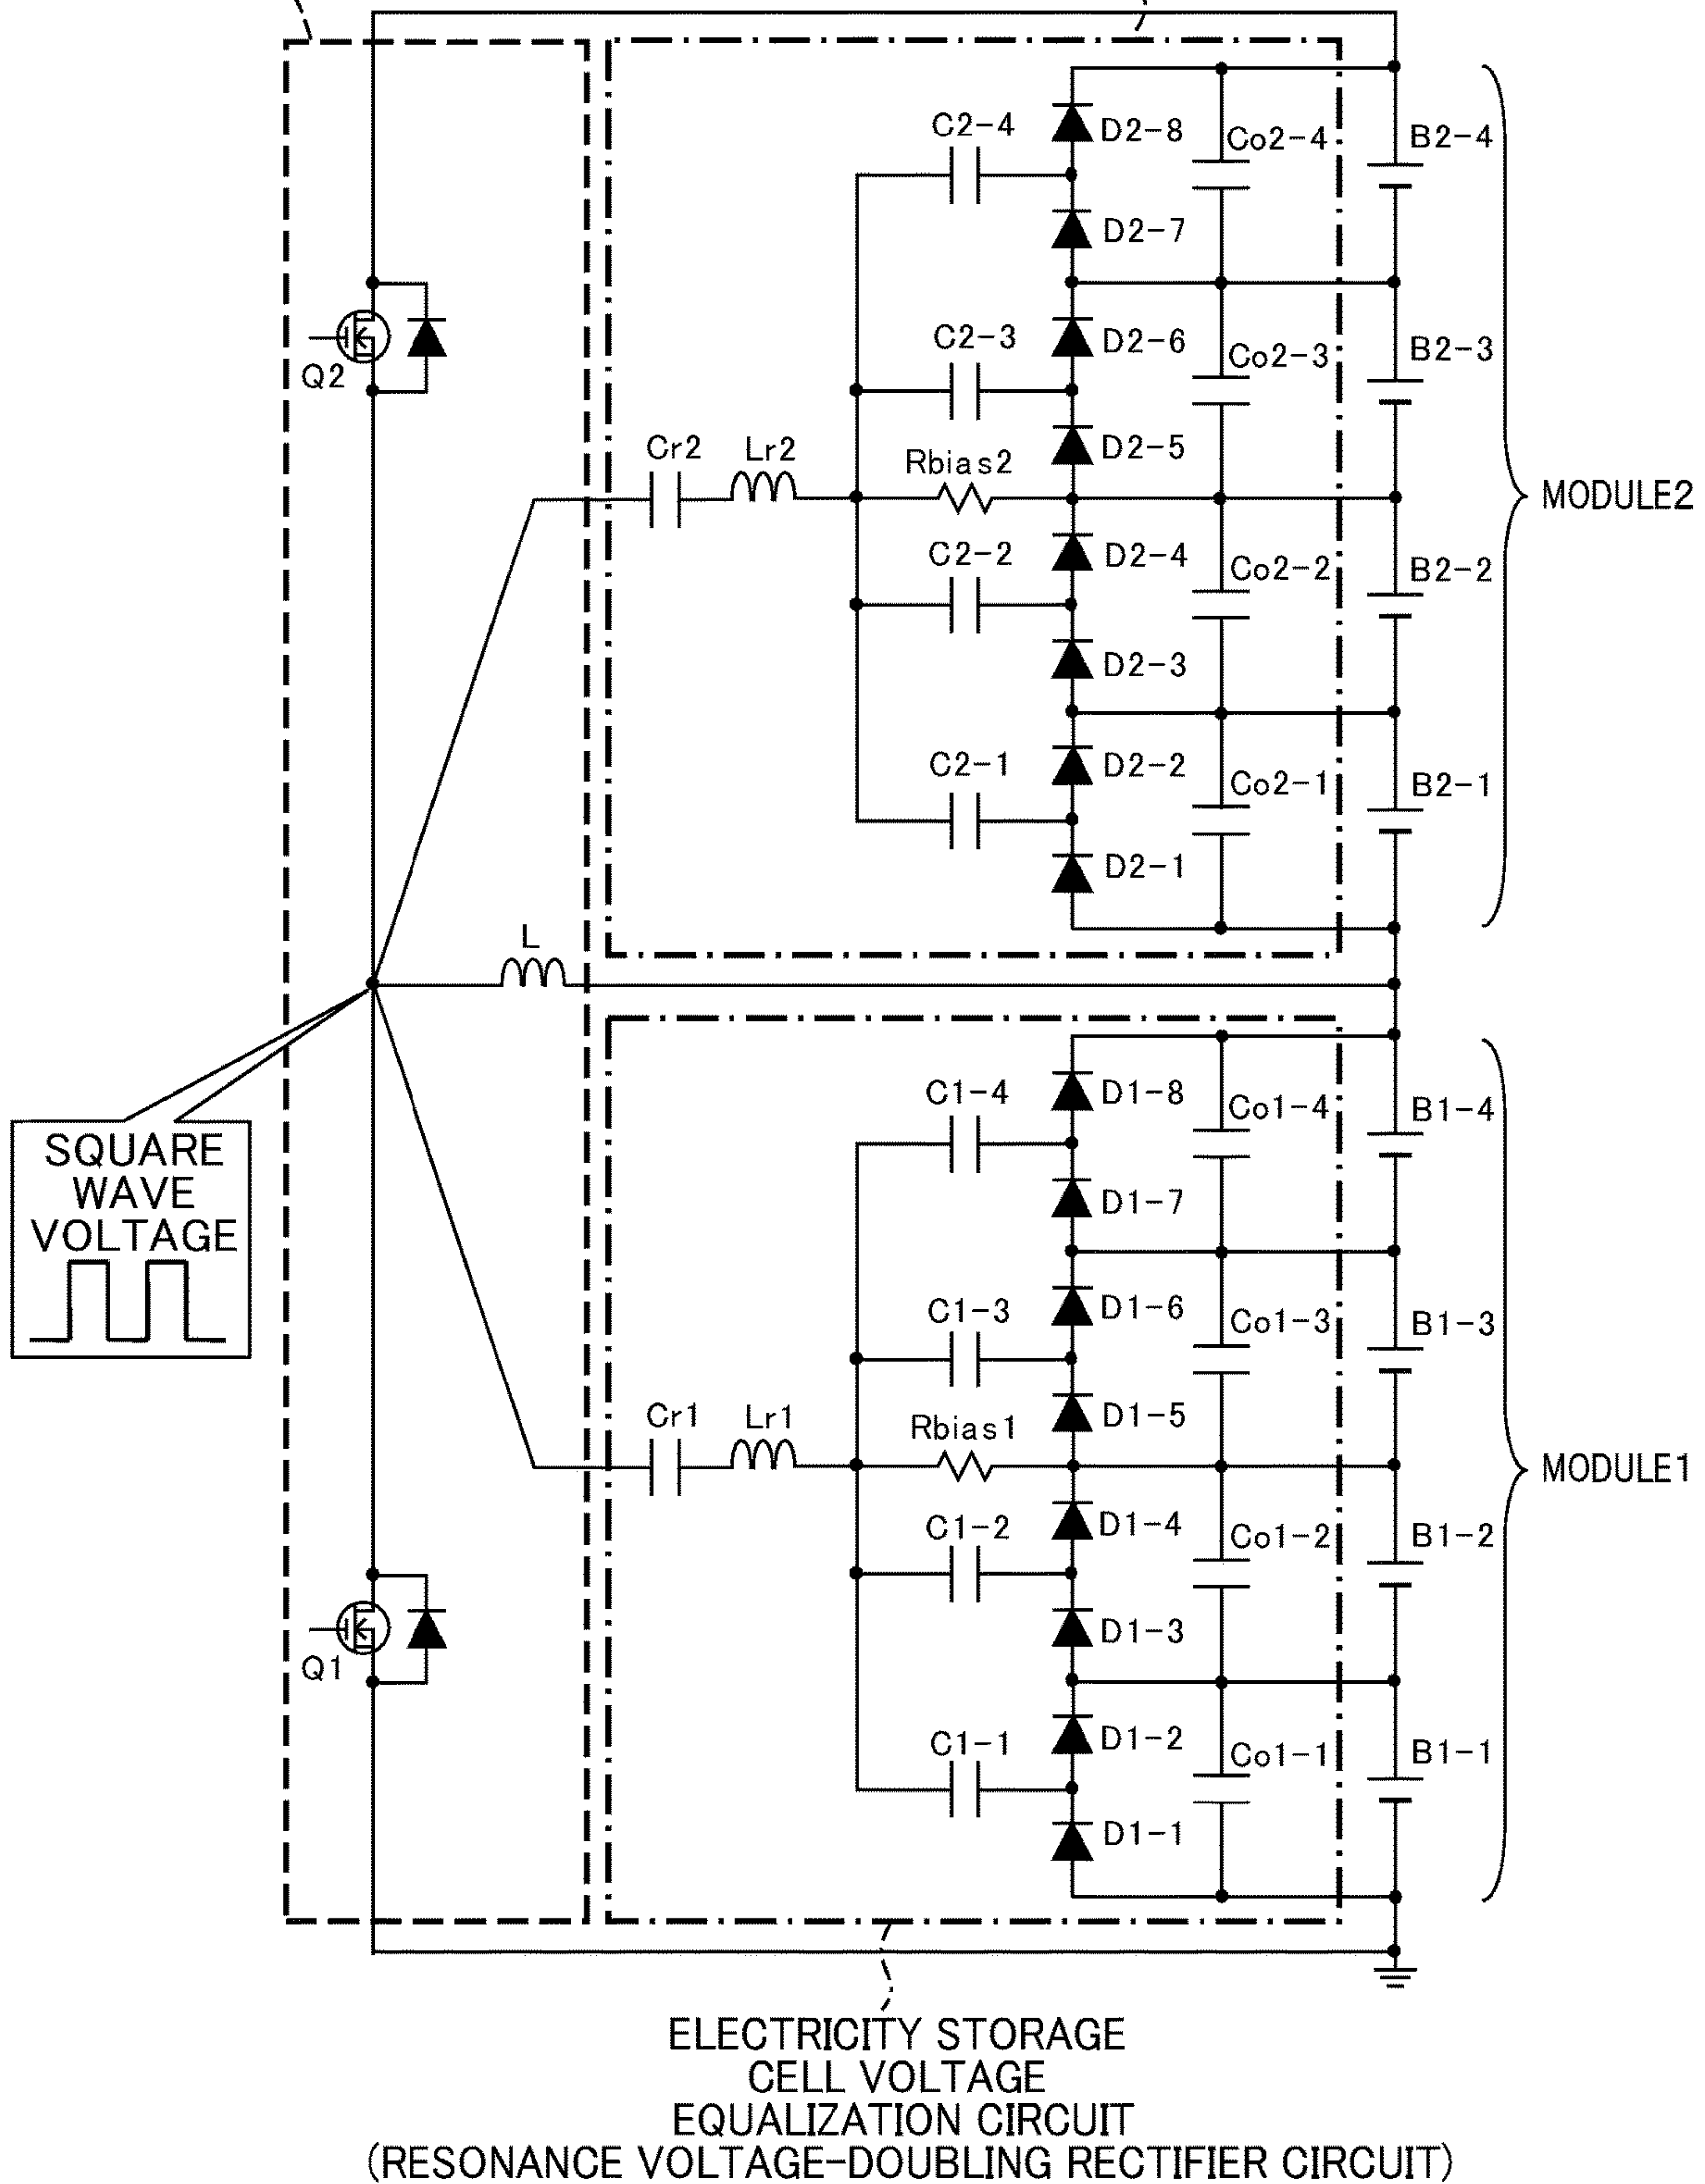 C2-4
D2-8
Co2-4
B2-4
D2-7
C2-3
D2-6
Co2-3
B2-3
Q2
Cr2
Lr2
Rbias2
D2-5
MODULE2
C2-2
D2-4
Co2-2
B2-2
D2-3
C2-1
D2-2
Co2-1
B2-1
D2-1
L
C1-4
D1-8
Co1-4
B1-4
SQUARE
WAVE
VOLTAGE
D1-7
C1-3
D1-6
Co1-3
B1-3
Cr1
Lr1
Rbias1
D1-5
MODULE1
C1-2
D1-4
Co1-2
B1-2
Q1
D1-3
C1-1
D1-2
Co1-1
B1-1
D1-1
ELECTRICITY STORAGE
CELL VOLTAGE
EQUALIZATION CIRCUIT
(RESONANCE VOLTAGE-DOUBLING RECTIFIER CIRCUIT)